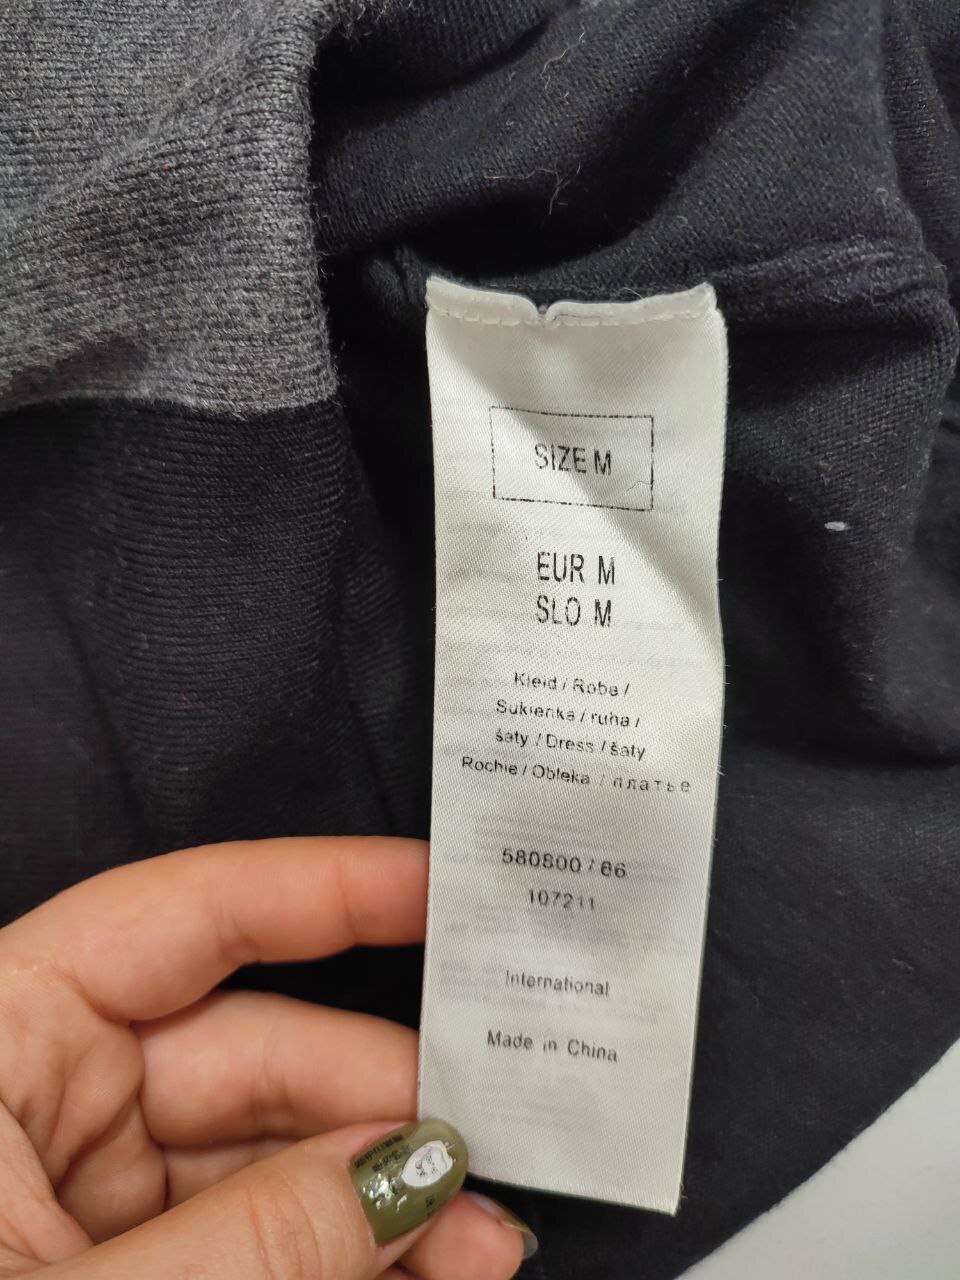 SIZE M
EUR M
SLO M
Kleid / Robe /
Sukienka / ruha /
šaty / Dress / šaty
Rochie / Obleka / платье
580800 / 66
107211
International
Made in China